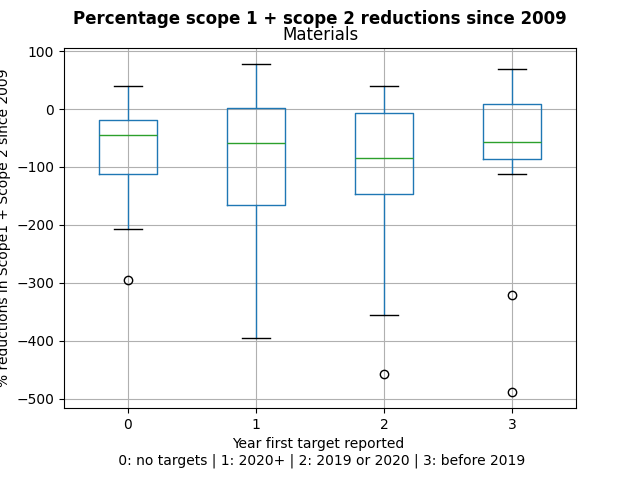 Percentage scope 1 + scope 2 reductions since 2009
Materials
% reductions in Scope1 + Scope 2 since 2009
100
0
−100
−200
−300
−400
−500
0
1
2
3
Year first target reported
0: no targets | 1: 2020+ | 2: 2019 or 2020 | 3: before 2019